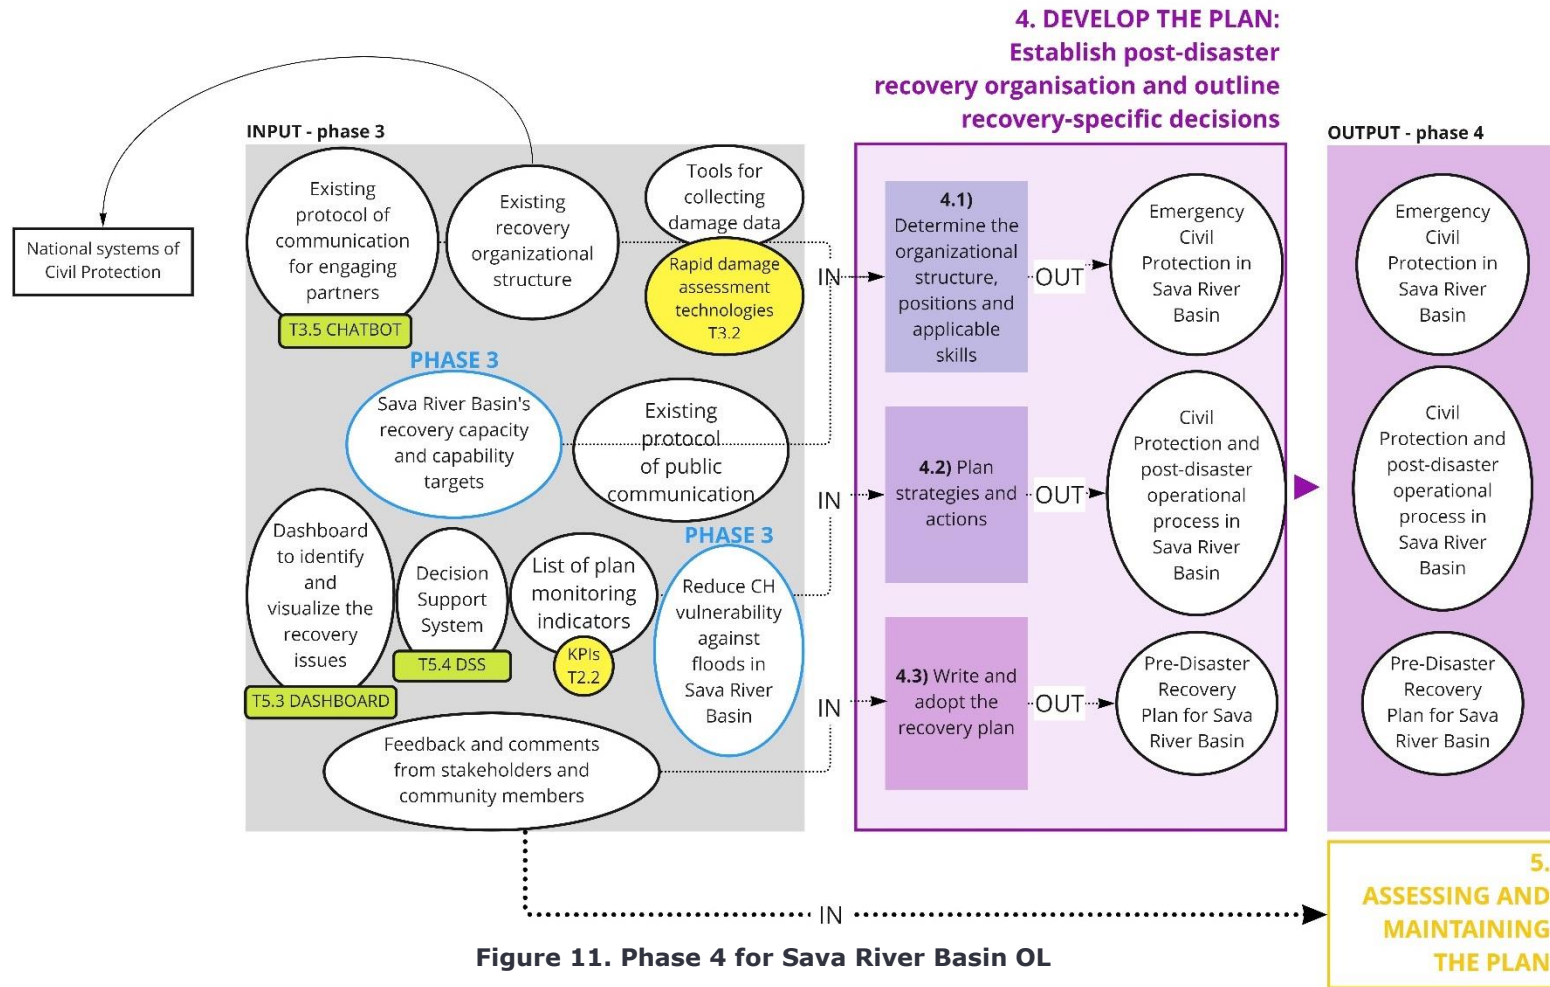 4. DEVELOP THE PLAN:
Establish post-disaster
recovery organisation and outline
recovery-specific decisions
INPUT - phase 3
OUTPUT - phase 4
National systems of
Civil Protection
Existing
protocol of
communication
for engaging
partners
T3.5 CHATBOT
Existing
recovery
organizational
structure
Tools for
collecting
damage data
Rapid damage
assessment
technologies
T3.2
PHASE 3
Sava River Basin's
recovery capacity
and capability
targets
Existing
protocol
of public
communication
Dashboard
to identify
and
visualize the
recovery
issues
T5.3 DASHBOARD
Decision
Support
System
T5.4 DSS
List of plan
monitoring
indicators
KPIs
T2.2
PHASE 3
Reduce CH
vulnerability
against
floods in
Sava River
Basin
Feedback and comments
from stakeholders and
community members
IN
4.1)
Determine the
organizational
structure,
positions and
applicable
skills
OUT
Emergency
Civil
Protection in
Sava River
Basin
IN
4.2) Plan
strategies and
actions
OUT
Civil
Protection and
post-disaster
operational
process in
Sava River
Basin
IN
4.3) Write and
adopt the
recovery plan
OUT
Pre-Disaster
Recovery
Plan for Sava
River Basin
Emergency
Civil
Protection in
Sava River
Basin
Civil
Protection and
post-disaster
operational
process in
Sava River
Basin
Pre-Disaster
Recovery
Plan for Sava
River Basin
IN
5.
ASSESSING AND
MAINTAINING
THE PLAN
Figure 11. Phase 4 for Sava River Basin OL